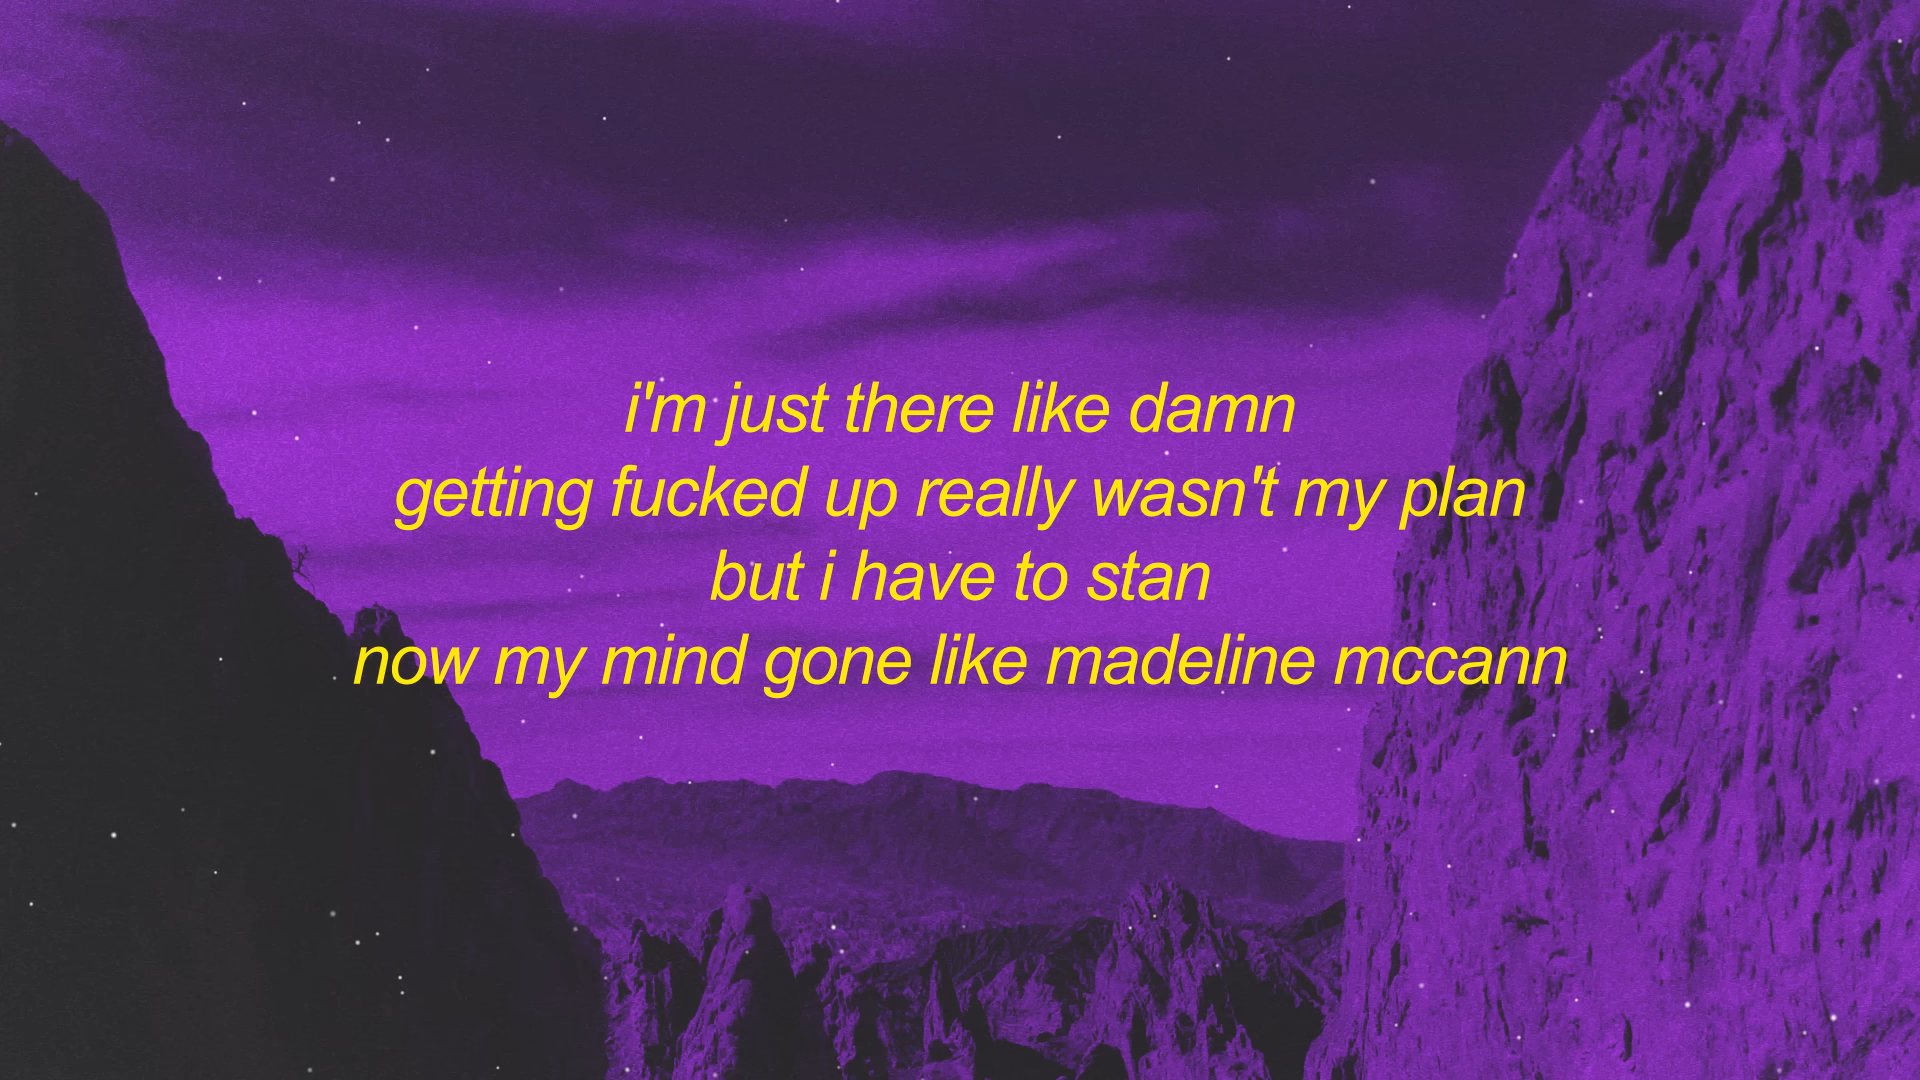 i'm just there like damn
getting fucked up really wasn't my plan
but i have to stan
now my mind gone like madeline mccann